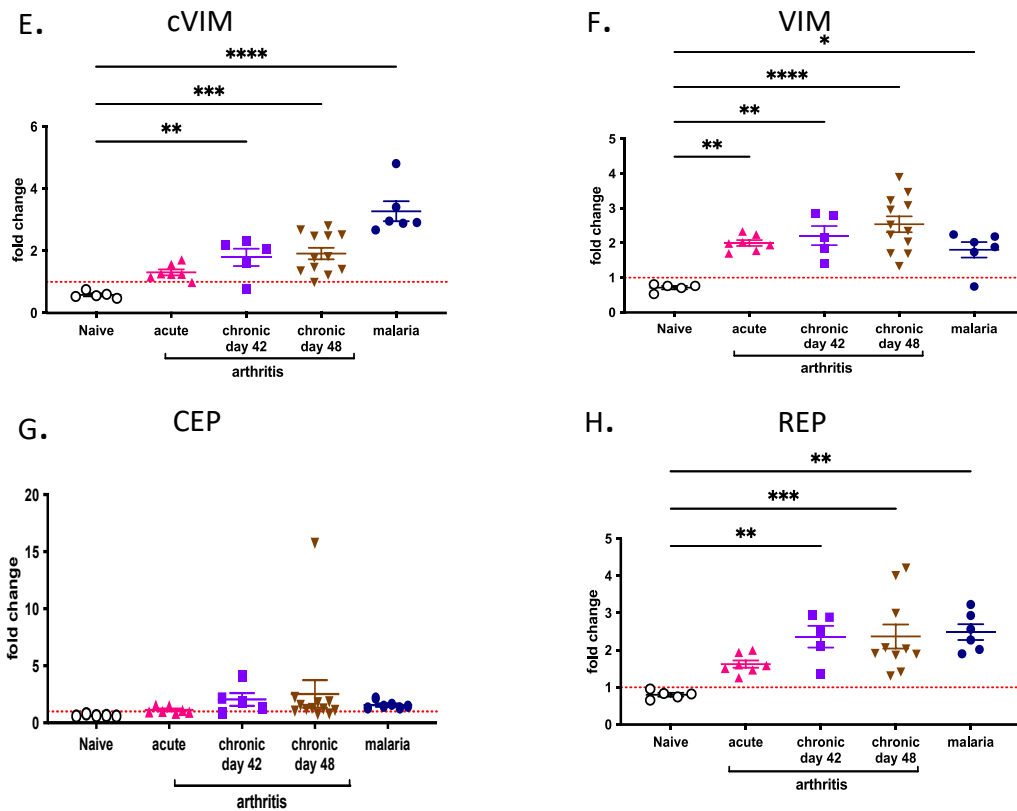 E.
cVIM
****
***
**
6
4
2
0
fold change
Naive
acute
chronic
day 42
chronic
day 48
malaria
arthritis
F.
VIM
*
****
**
**
5
4
3
2
1
0
fold change
Naive
acute
chronic
day 42
chronic
day 48
malaria
arthritis
G.
CEP
20
15
10
5
0
fold change
Naive
acute
chronic
day 42
chronic
day 48
malaria
arthritis
H.
REP
**
***
**
5
4
3
2
1
0
fold change
Naive
acute
chronic
day 42
chronic
day 48
malaria
arthritis